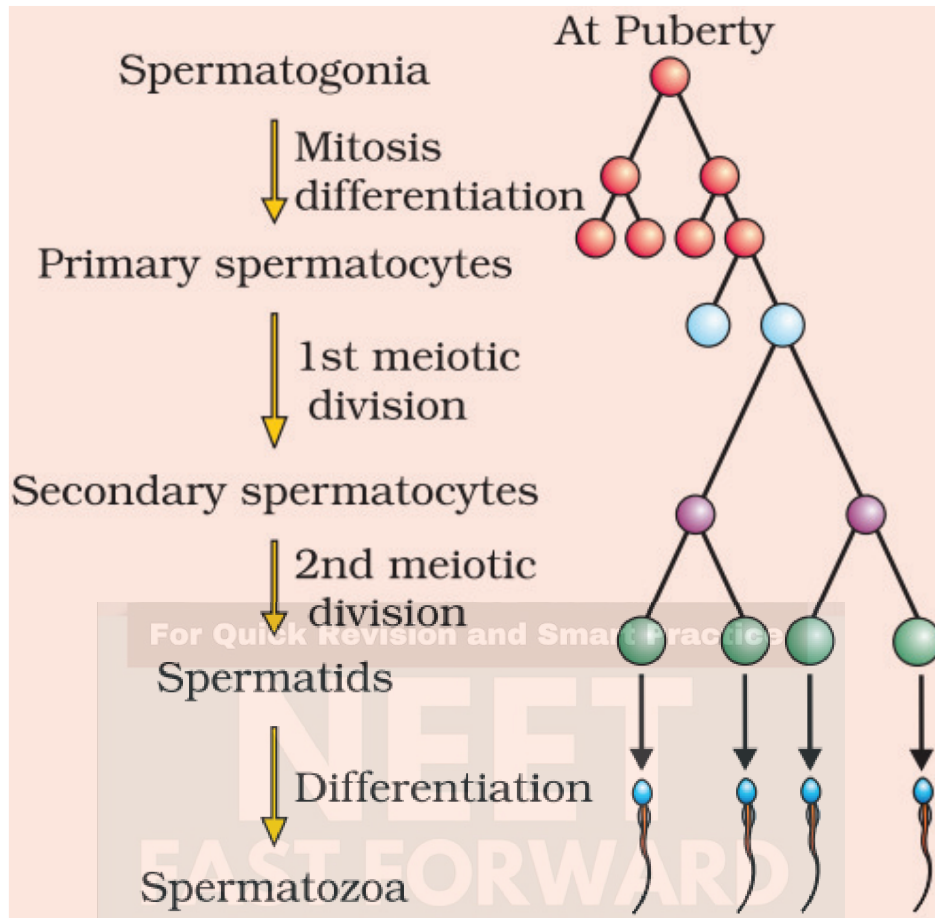 At Puberty
Spermatogonia
Mitosis
differentiation
Primary spermatocytes
1st meiotic
division
Secondary spermatocytes
2nd meiotic
division
For Quick Revision and Smart Practice
Spermatids
NEET
Differentiation
FAST FORWARD
Spermatozoa